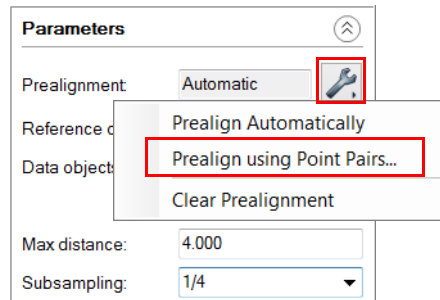 Parameters
Prealignment: Automatic
Prealign Automatically
Reference o
Prealign using Point Pairs...
Data objects
Clear Prealignment
Max distance: 4.000
Subsampling: 1/4